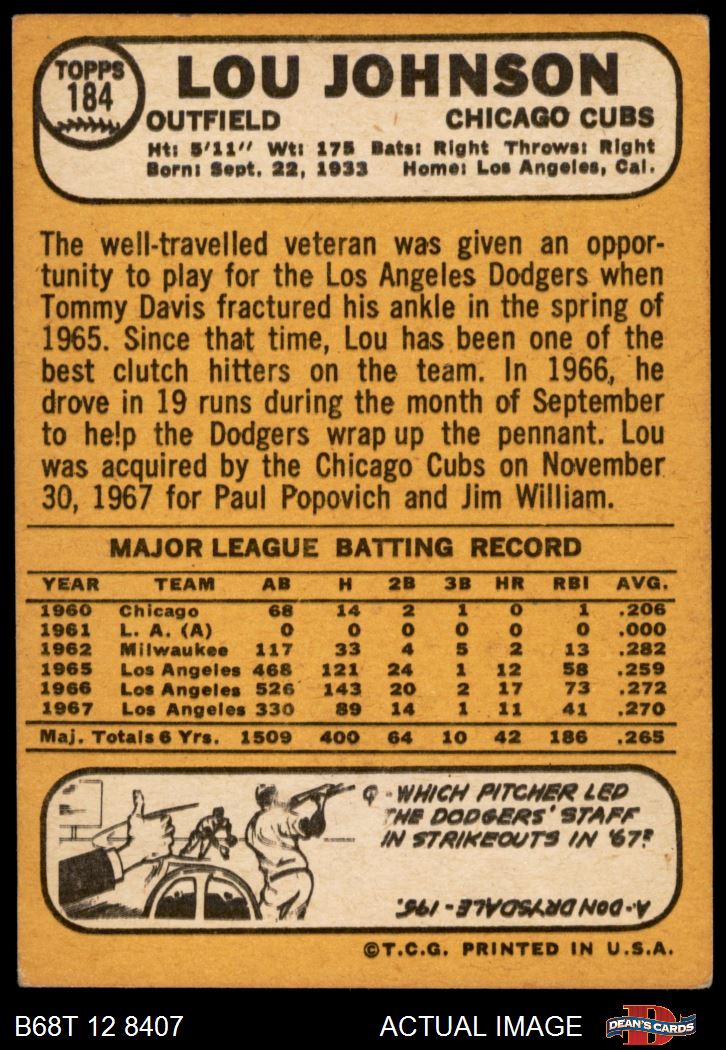 TOPPS
184
LOU JOHNSON
OUTFIELD CHICAGO CUBS
Ht: 5'11" Wt: 175 Bats: Right Throws: Right
Born: Sept. 22, 1933 Home: Los Angeles, Cal.
The well-travelled veteran was given an oppor-
tunity to play for the Los Angeles Dodgers when
Tommy Davis fractured his ankle in the spring of
1965. Since that time, Lou has been one of the
best clutch hitters on the team. In 1966, he
drove in 19 runs during the month of September
to help the Dodgers wrap up the pennant. Lou
was acquired by the Chicago Cubs on November
30, 1967 for Paul Popovich and Jim William.
MAJOR LEAGUE BATTING RECORD
YEAR TEAM AB H 2B 3B HR RBI AVG.
1960 Chicago 68 14 2 1 0 1 .206
1961 L. A. (A) 0 0 0 0 0 0 .000
1962 Milwaukee 117 33 4 5 2 13 .282
1965 Los Angeles 468 121 24 1 12 58 .259
1966 Los Angeles 526 143 20 2 17 73 .272
1967 Los Angeles 330 89 14 1 11 41 .270
Maj. Totals 6 Yrs. 1509 400 64 10 42 186 .265
Q - WHICH PITCHER LED
THE DODGERS' STAFF
IN STRIKEOUTS IN '67?
A- DON DRYSDALE - 196.
©T.C.G. PRINTED IN U.S.A.
B68T 12 8407 ACTUAL IMAGE DEAN'S CARDS